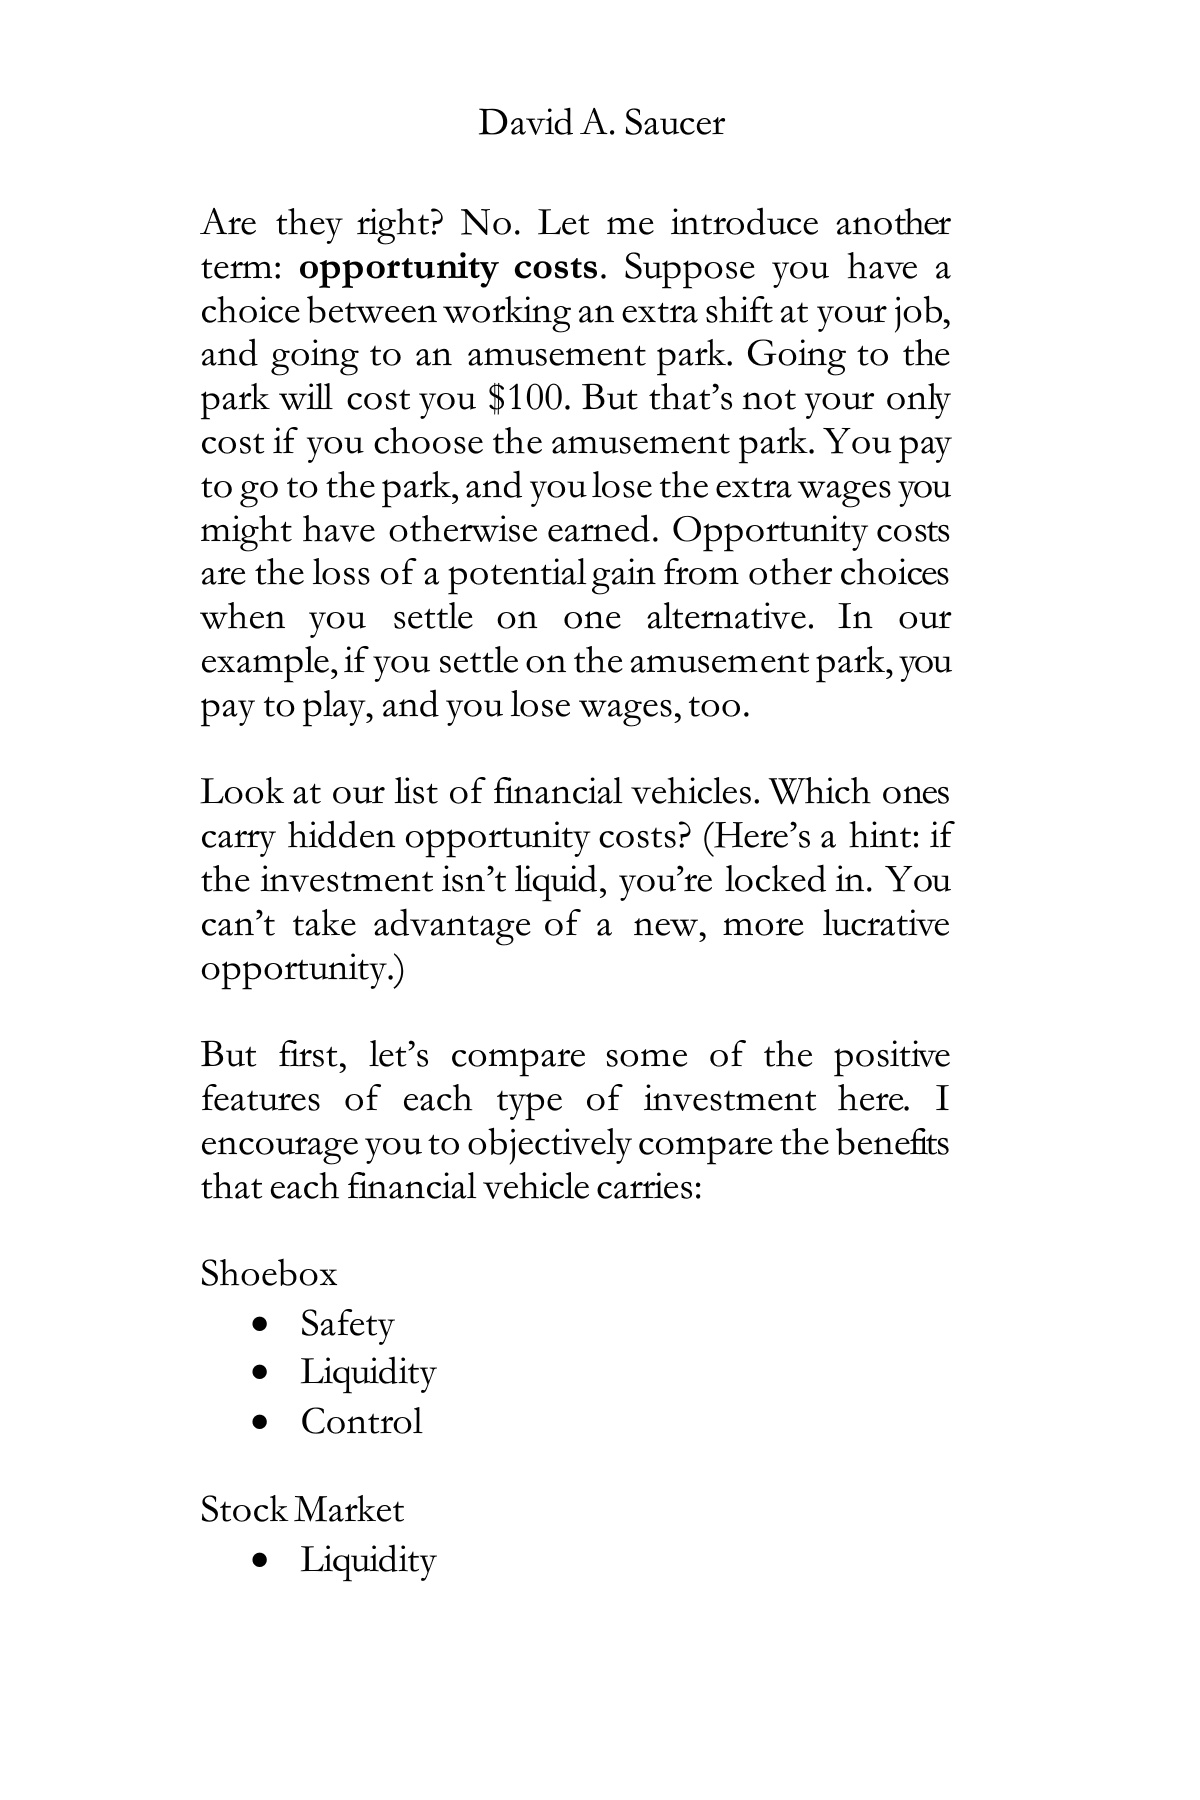 David A. Saucer
Are they right? No. Let me introduce another
term: opportunity costs. Suppose you have a
choice between working an extra shift at your job,
and going to an amusement park. Going to the
park will cost you $100. But that’s not your only
cost if you choose the amusement park. You pay
to go to the park, and you lose the extra wages you
might have otherwise earned. Opportunity costs
are the loss of a potential gain from other choices
when you settle on one alternative. In our
example, if you settle on the amusement park, you
pay to play, and you lose wages, too.
Look at our list of financial vehicles. Which ones
carry hidden opportunity costs? (Here’s a hint: if
the investment isn’t liquid, you’re locked in. You
can’t take advantage of a new, more lucrative
opportunity.)
But first, let’s compare some of the positive
features of each type of investment here. I
encourage you to objectively compare the benefits
that each financial vehicle carries:
Shoebox
• Safety
• Liquidity
• Control
Stock Market
• Liquidity